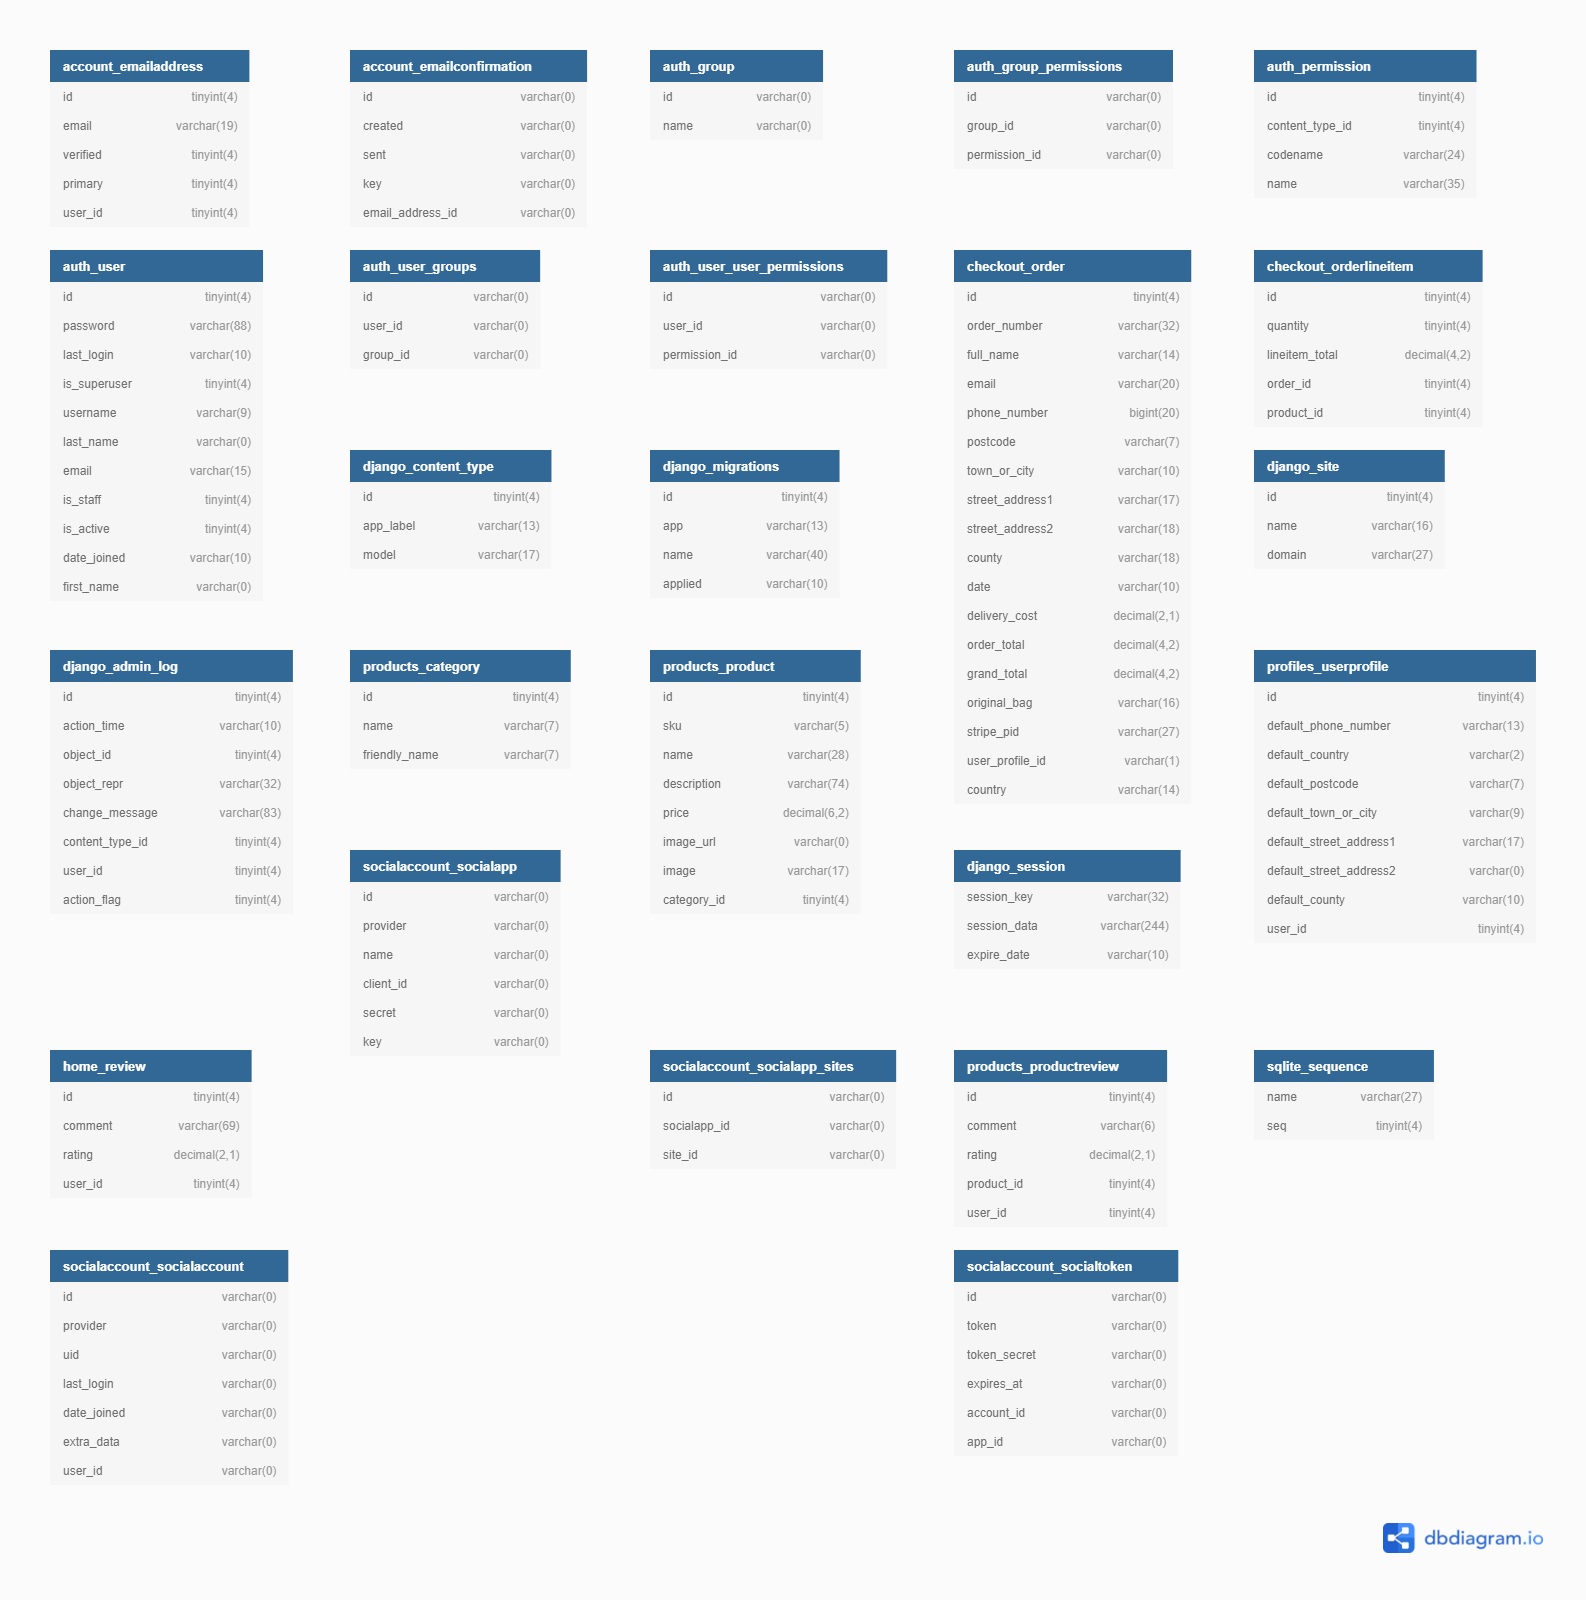 account_emailaddress
id tinyint(4)
email varchar(19)
verified tinyint(4)
primary tinyint(4)
user_id tinyint(4)
account_emailconfirmation
id varchar(0)
created varchar(0)
sent varchar(0)
key varchar(0)
email_address_id varchar(0)
auth_group
id varchar(0)
name varchar(0)
auth_group_permissions
id varchar(0)
group_id varchar(0)
permission_id varchar(0)
auth_permission
id tinyint(4)
content_type_id tinyint(4)
codename varchar(24)
name varchar(35)
auth_user
id tinyint(4)
password varchar(88)
last_login varchar(10)
is_superuser tinyint(4)
username varchar(9)
last_name varchar(0)
email varchar(15)
is_staff tinyint(4)
is_active tinyint(4)
date_joined varchar(10)
first_name varchar(0)
auth_user_groups
id varchar(0)
user_id varchar(0)
group_id varchar(0)
auth_user_user_permissions
id varchar(0)
user_id varchar(0)
permission_id varchar(0)
checkout_order
id tinyint(4)
order_number varchar(32)
full_name varchar(14)
email varchar(20)
phone_number bigint(20)
postcode varchar(7)
town_or_city varchar(10)
street_address1 varchar(17)
street_address2 varchar(18)
county varchar(18)
date varchar(10)
delivery_cost decimal(2,1)
order_total decimal(4,2)
grand_total decimal(4,2)
original_bag varchar(16)
stripe_pid varchar(27)
user_profile_id varchar(1)
country varchar(14)
checkout_orderlineitem
id tinyint(4)
quantity tinyint(4)
lineitem_total decimal(4,2)
order_id tinyint(4)
product_id tinyint(4)
django_content_type
id tinyint(4)
app_label varchar(13)
model varchar(17)
django_migrations
id tinyint(4)
app varchar(13)
name varchar(40)
applied varchar(10)
django_site
id tinyint(4)
name varchar(16)
domain varchar(27)
django_admin_log
id tinyint(4)
action_time varchar(10)
object_id tinyint(4)
object_repr varchar(32)
change_message varchar(83)
content_type_id tinyint(4)
user_id tinyint(4)
action_flag tinyint(4)
products_category
id tinyint(4)
name varchar(7)
friendly_name varchar(7)
products_product
id tinyint(4)
sku varchar(5)
name varchar(28)
description varchar(74)
price decimal(6,2)
image_url varchar(0)
image varchar(17)
category_id tinyint(4)
profiles_userprofile
id tinyint(4)
default_phone_number varchar(13)
default_country varchar(2)
default_postcode varchar(7)
default_town_or_city varchar(9)
default_street_address1 varchar(17)
default_street_address2 varchar(0)
default_county varchar(10)
user_id tinyint(4)
socialaccount_socialapp
id varchar(0)
provider varchar(0)
name varchar(0)
client_id varchar(0)
secret varchar(0)
key varchar(0)
django_session
session_key varchar(32)
session_data varchar(244)
expire_date varchar(10)
home_review
id tinyint(4)
comment varchar(69)
rating decimal(2,1)
user_id tinyint(4)
socialaccount_socialapp_sites
id varchar(0)
socialapp_id varchar(0)
site_id varchar(0)
products_productreview
id tinyint(4)
comment varchar(6)
rating decimal(2,1)
product_id tinyint(4)
user_id tinyint(4)
sqlite_sequence
name varchar(27)
seq tinyint(4)
socialaccount_socialaccount
id varchar(0)
provider varchar(0)
uid varchar(0)
last_login varchar(0)
date_joined varchar(0)
extra_data varchar(0)
user_id varchar(0)
socialaccount_socialtoken
id varchar(0)
token varchar(0)
token_secret varchar(0)
expires_at varchar(0)
account_id varchar(0)
app_id varchar(0)
dbdiagram.io